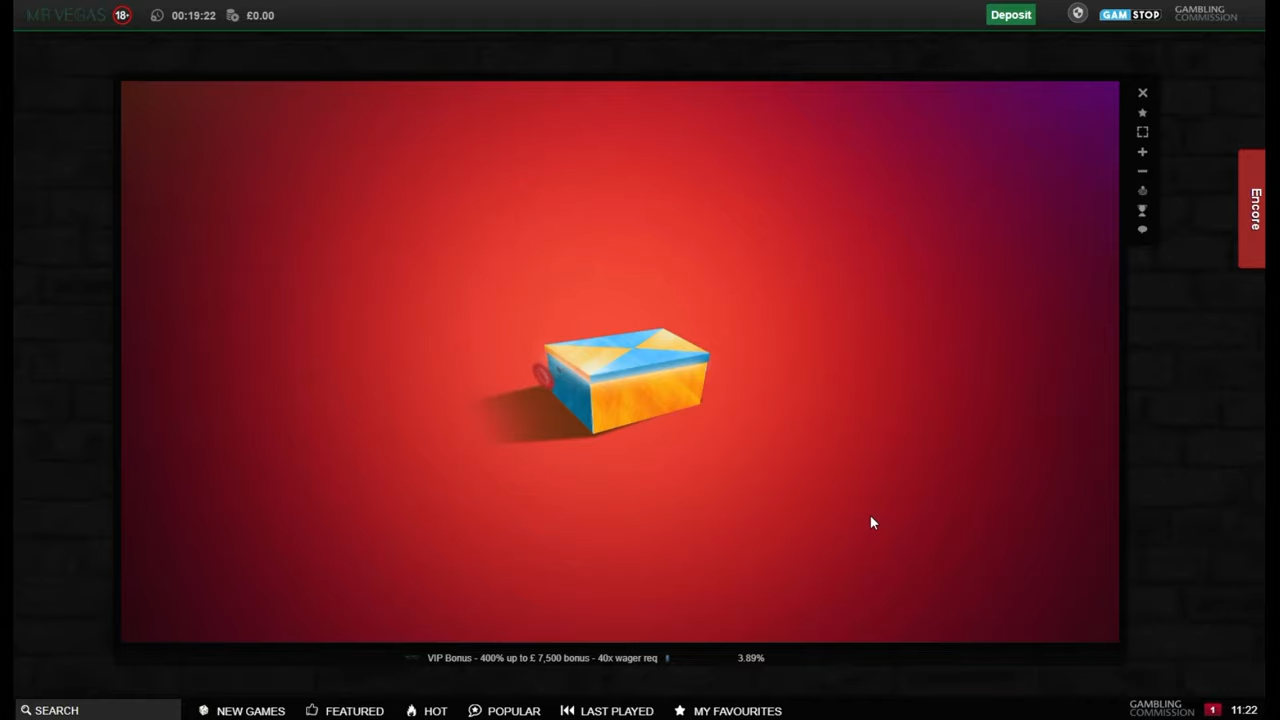 MR VEGAS 18+ 00:19:22 £0.00 Deposit GAMSTOP GAMBLING COMMISSION
Encore
VIP Bonus - 400% up to £ 7,500 bonus - 40x wager req 3.89%
SEARCH NEW GAMES FEATURED HOT POPULAR LAST PLAYED MY FAVOURITES GAMBLING COMMISSION 1 11:22